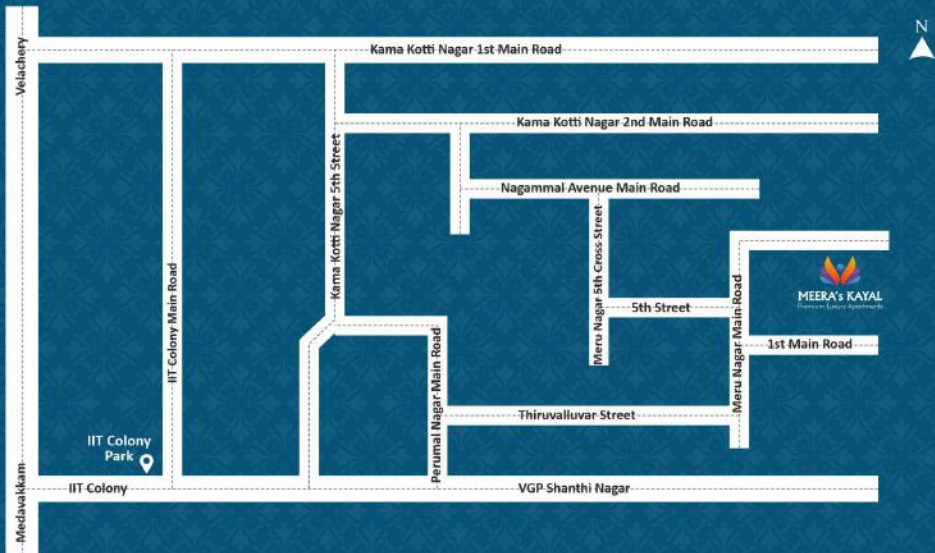 N
Velachery
Kama Kotti Nagar 1st Main Road
Kama Kotti Nagar 2nd Main Road
Kama Kotti Nagar 5th Street
Nagammal Avenue Main Road
Meru Nagar 5th Cross Street
IIT Colony Main Road
MEERA's KAYAL
Premium Luxury Apartments
5th Street
Meru Nagar Main Road
1st Main Road
Perumal Nagar Main Road
Thiruvalluvar Street
IIT Colony
Park
Medavakkam
IIT Colony
VGP Shanthi Nagar